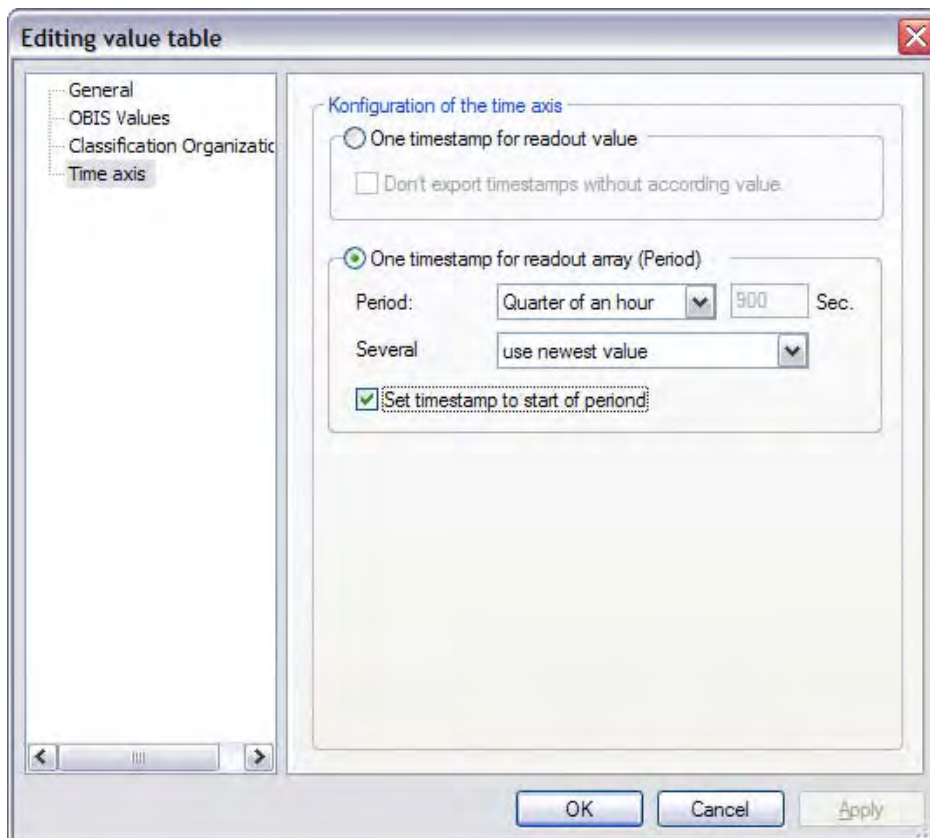 Editing value table
General
OBIS Values
Classification Organizatic
Time axis
Konfiguration of the time axis
One timestamp for readout value
Don't export timestamps without according value.
One timestamp for readout array (Period)
Period: Quarter of an hour 900 Sec.
Several use newest value
Set timestamp to start of periond
OK Cancel Apply